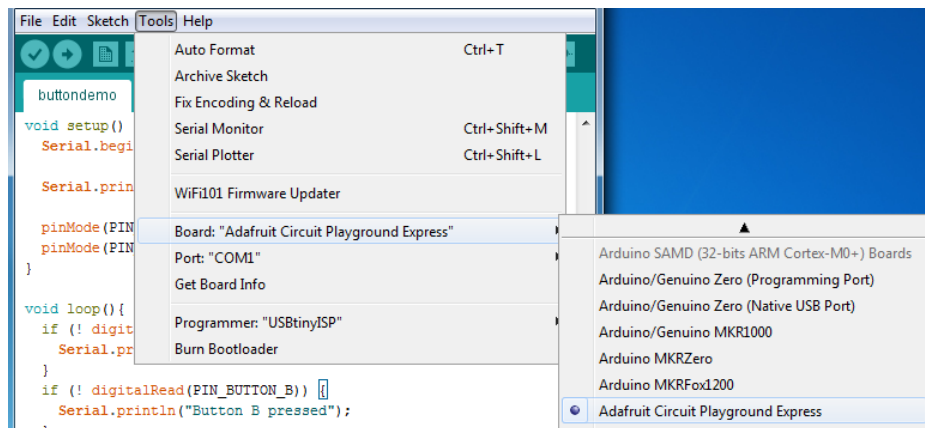 File Edit Sketch Tools Help
Auto Format Ctrl+T
Archive Sketch
Fix Encoding & Reload
Serial Monitor Ctrl+Shift+M
Serial Plotter Ctrl+Shift+L
WiFi101 Firmware Updater
Board: "Adafruit Circuit Playground Express"
Port: "COM1"
Get Board Info
Programmer: "USBtinyISP"
Burn Bootloader
Arduino SAMD (32-bits ARM Cortex-M0+) Boards
Arduino/Genuino Zero (Programming Port)
Arduino/Genuino Zero (Native USB Port)
Arduino/Genuino MKR1000
Arduino MKRZero
Arduino MKRFox1200
Adafruit Circuit Playground Express
buttondemo
void setup()
Serial.begi
Serial.prin
pinMode(PIN
pinMode(PIN
}
void loop(){
if (! digit
Serial.pr
}
if (! digitalRead(PIN_BUTTON_B)) {
Serial.println("Button B pressed");